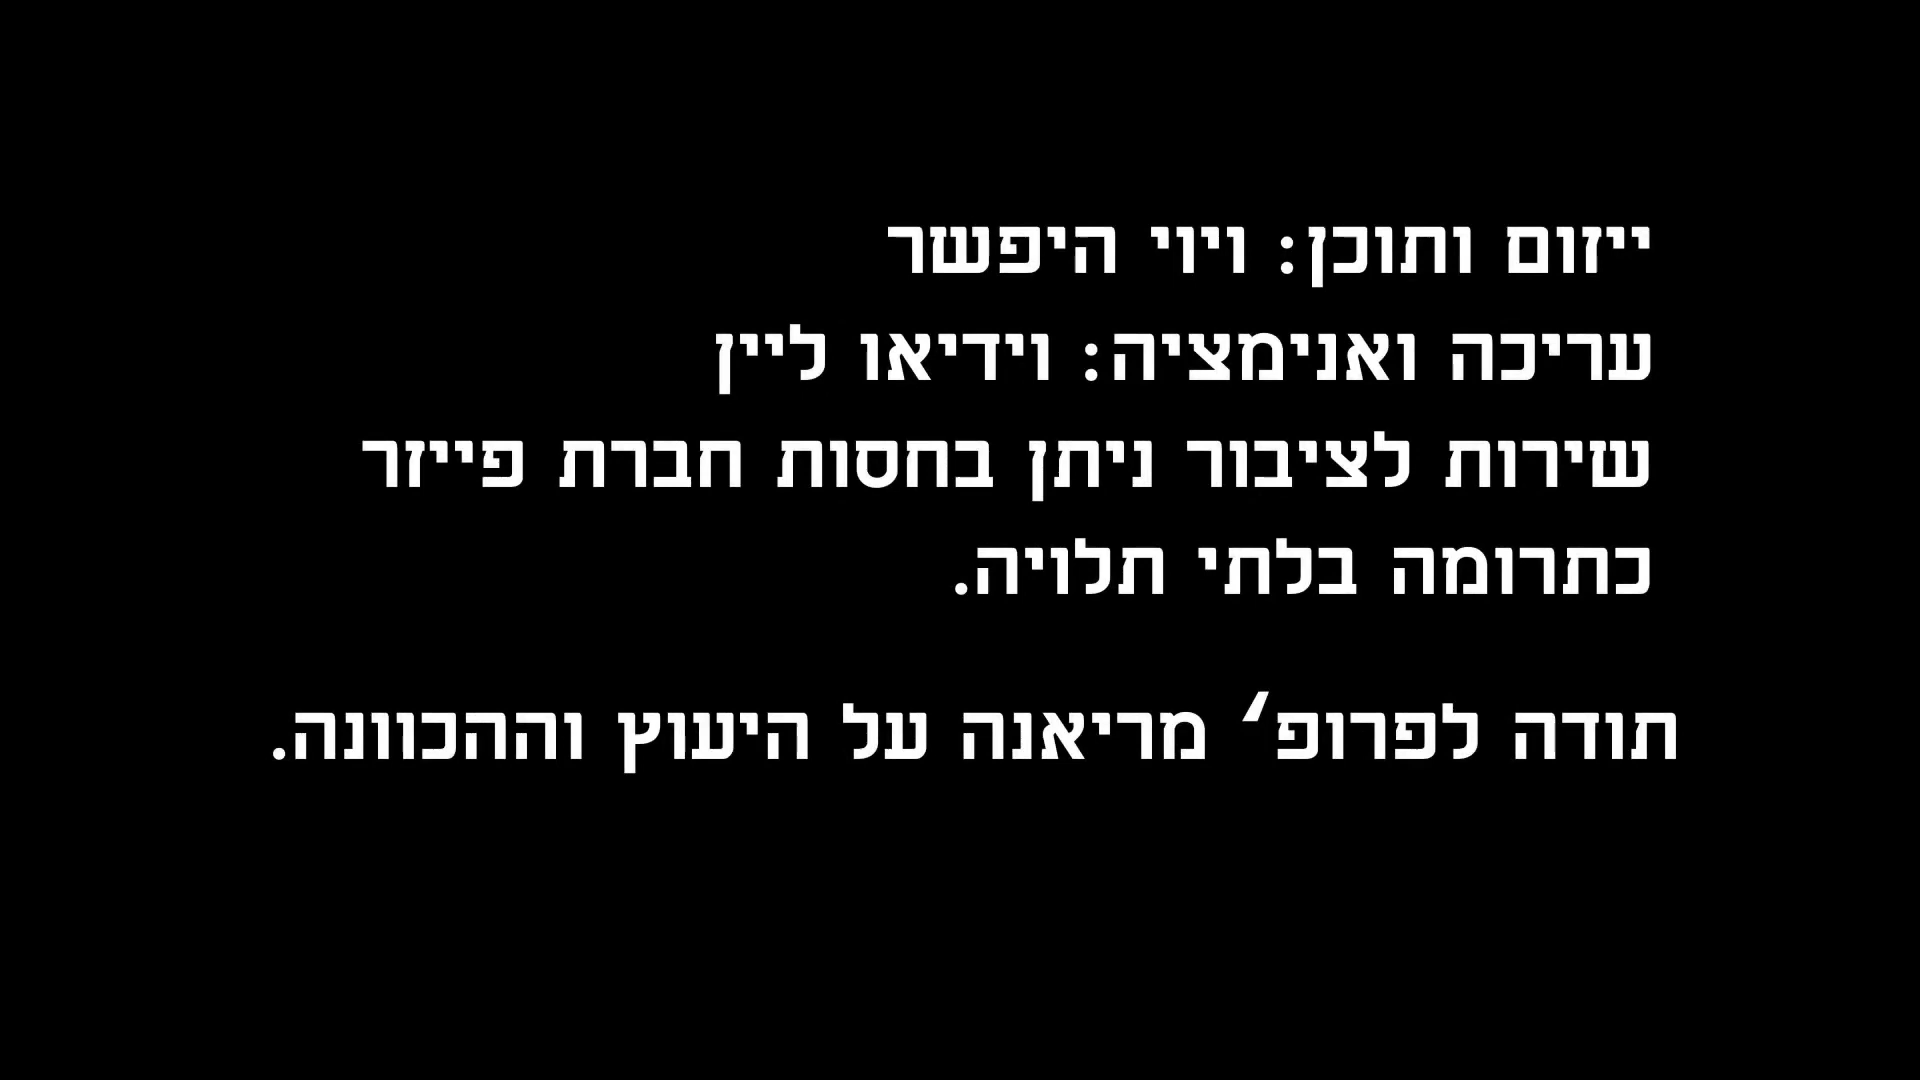 ייזום ותוכן: ויוי היפשר
עריכה ואנימציה: וידיאו ליין
שירות לציבור ניתן בחסות חברת פייזר
כתרומה בלתי תלויה.
תודה לפרופ׳ מריאנה על היעוץ וההכוונה.